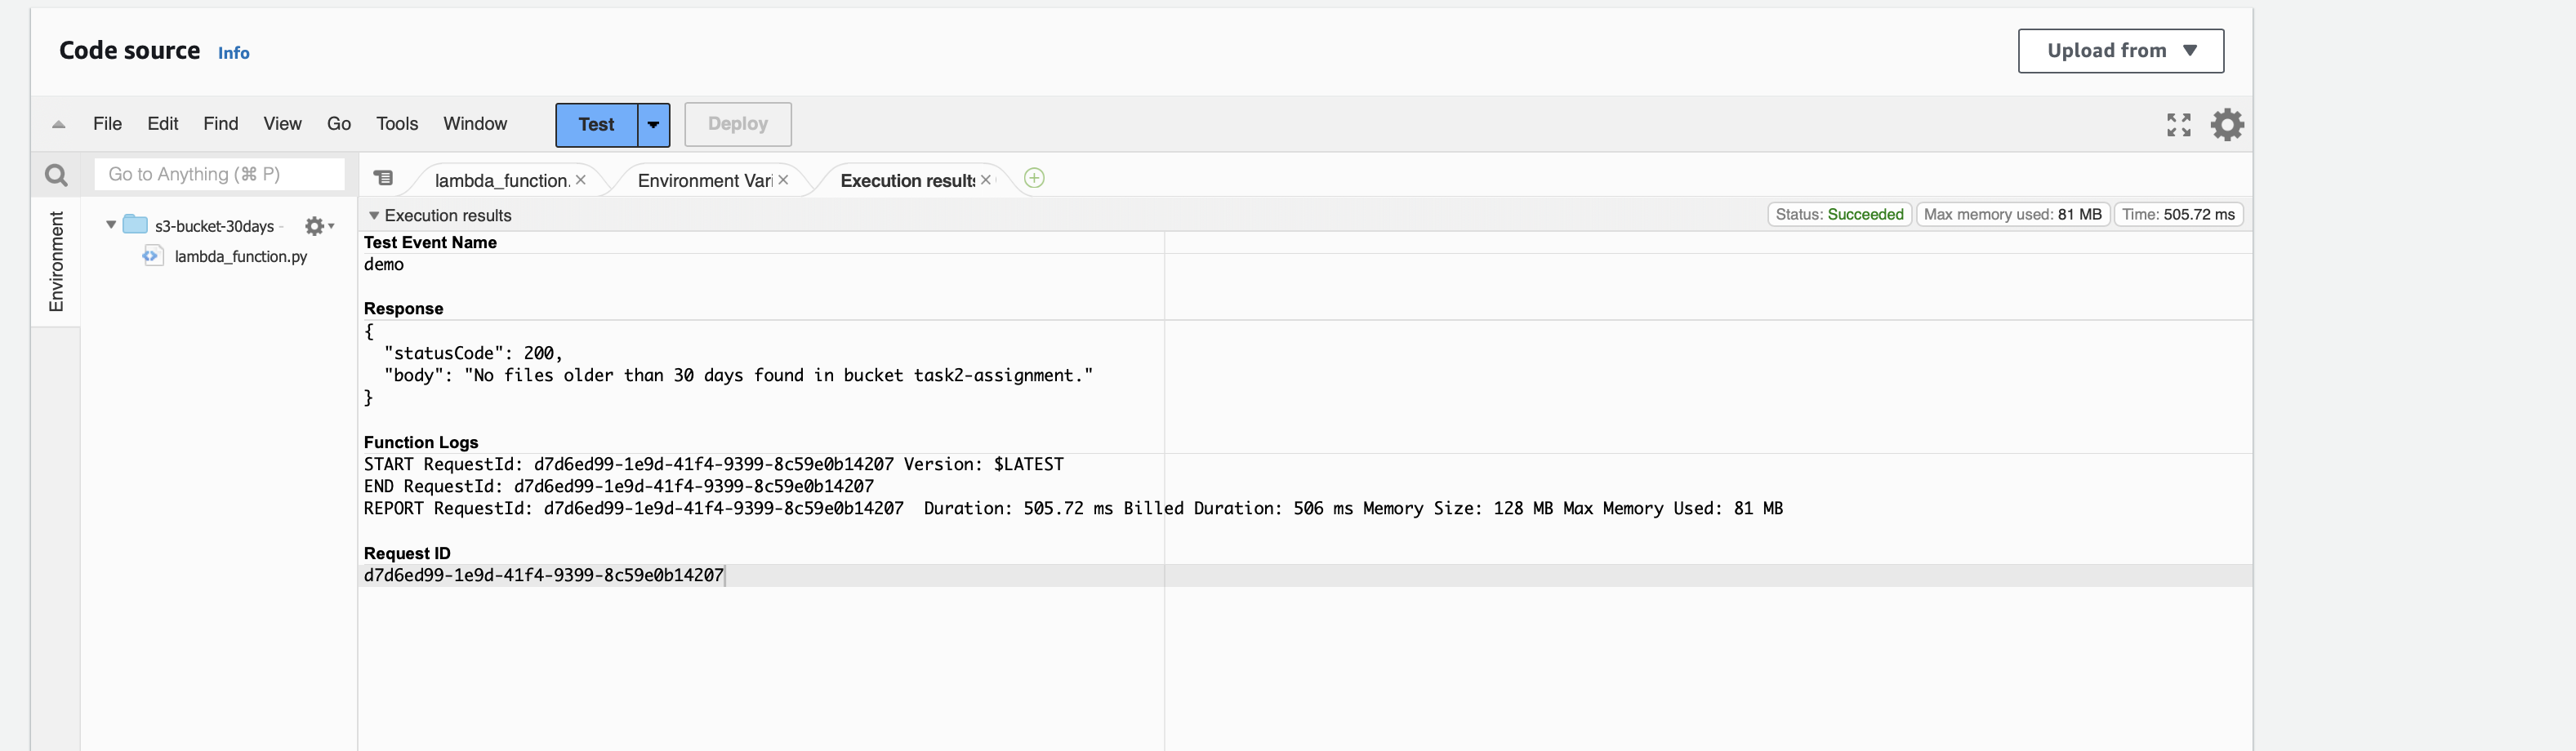 Code source Info
Upload from
File Edit Find View Go Tools Window Test Deploy
Go to Anything (⌘ P)
lambda_function. Environment Vari Execution results
Environment
s3-bucket-30days -
lambda_function.py
Execution results
Status: Succeeded Max memory used: 81 MB Time: 505.72 ms
Test Event Name
demo
Response
{
"statusCode": 200,
"body": "No files older than 30 days found in bucket task2-assignment."
}
Function Logs
START RequestId: d7d6ed99-1e9d-41f4-9399-8c59e0b14207 Version: $LATEST
END RequestId: d7d6ed99-1e9d-41f4-9399-8c59e0b14207
REPORT RequestId: d7d6ed99-1e9d-41f4-9399-8c59e0b14207 Duration: 505.72 ms Billed Duration: 506 ms Memory Size: 128 MB Max Memory Used: 81 MB
Request ID
d7d6ed99-1e9d-41f4-9399-8c59e0b14207